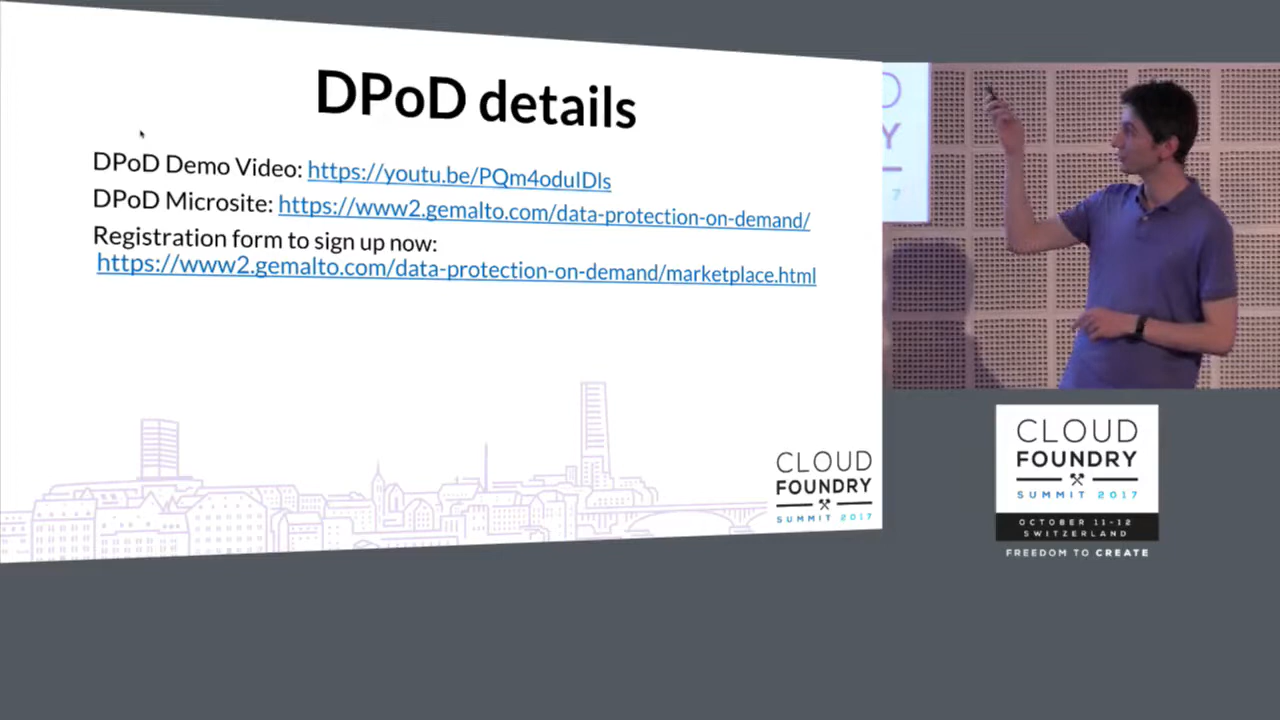 DPoD details
DPoD Demo Video: https://youtu.be/PQm4oduIDls
DPoD Microsite: https://www2.gemalto.com/data-protection-on-demand/
Registration form to sign up now:
https://www2.gemalto.com/data-protection-on-demand/marketplace.html
CLOUD
FOUNDRY
SUMMIT 2017
D
Y
7
CLOUD
FOUNDRY
SUMMIT 2017
OCTOBER 11-12
SWITZERLAND
FREEDOM TO CREATE